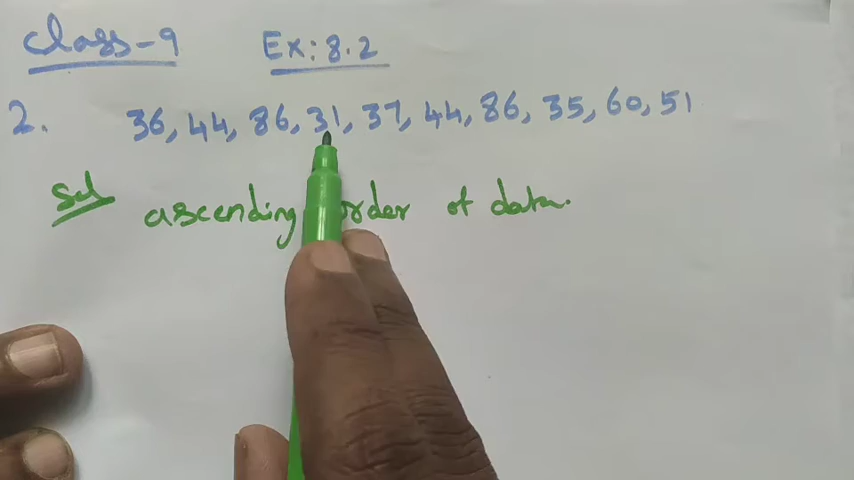 Class-9 Ex: 8.2
2. 36, 44, 86, 31, 37, 44, 86, 35, 60, 51
Sol ascending order of data.